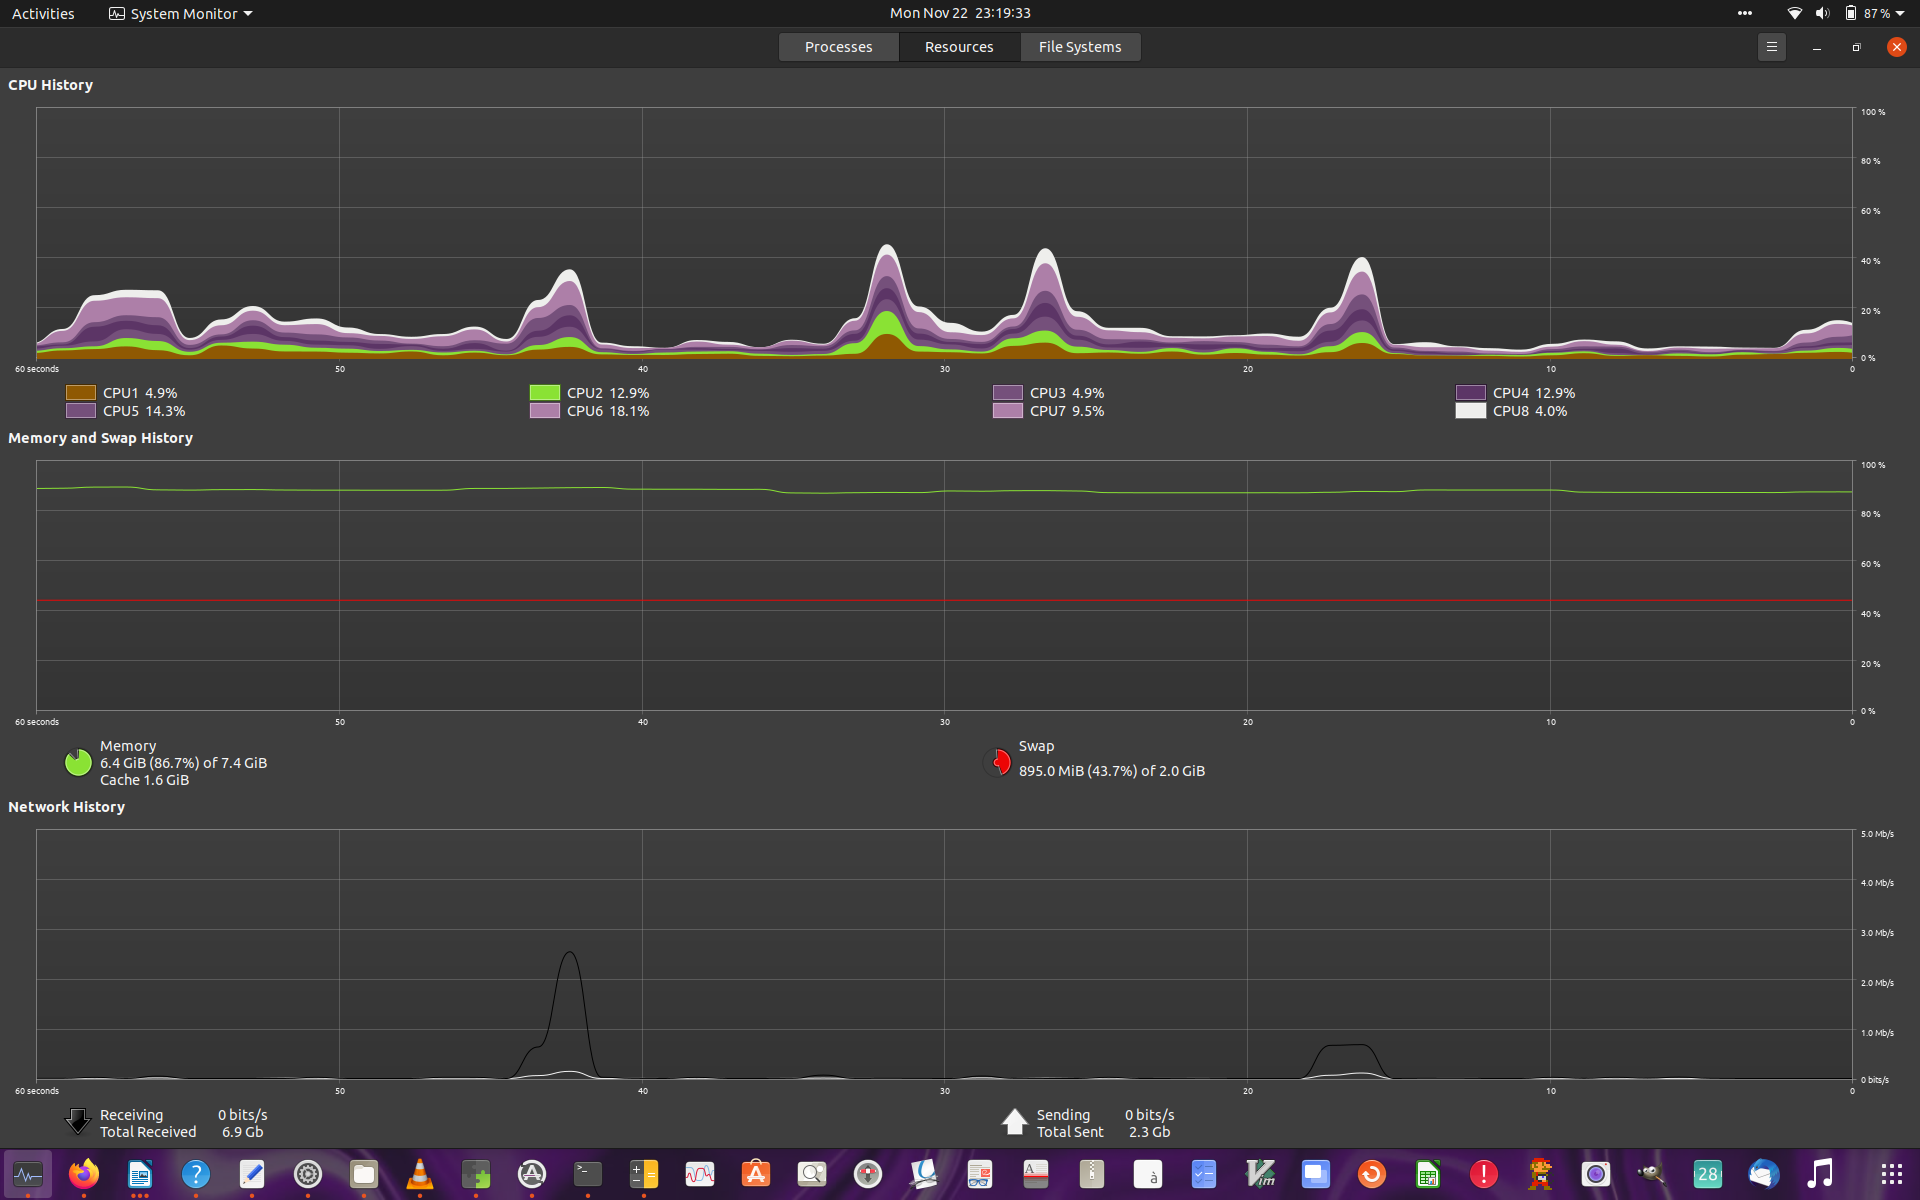 Activities System Monitor Mon Nov 22 23:19:33 87 %
Processes Resources File Systems
CPU History
100 %
80 %
60 %
40 %
20 %
0 %
60 seconds 50 40 30 20 10 0
CPU1 4.9% CPU2 12.9% CPU3 4.9% CPU4 12.9%
CPU5 14.3% CPU6 18.1% CPU7 9.5% CPU8 4.0%
Memory and Swap History
100 %
80 %
60 %
40 %
20 %
0 %
60 seconds 50 40 30 20 10 0
Memory
6.4 GiB (86.7%) of 7.4 GiB
Cache 1.6 GiB
Swap
895.0 MiB (43.7%) of 2.0 GiB
Network History
5.0 Mb/s
4.0 Mb/s
3.0 Mb/s
2.0 Mb/s
1.0 Mb/s
0 bits/s
60 seconds 50 40 30 20 10 0
Receiving 0 bits/s
Total Received 6.9 Gb
Sending 0 bits/s
Total Sent 2.3 Gb
? >_ A A à Vim ! 28